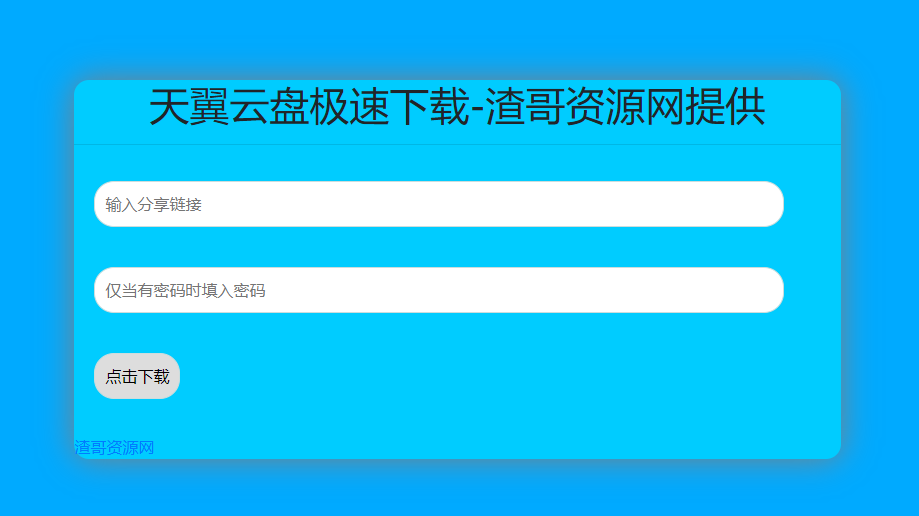 天翼云盘极速下载-渣哥资源网提供
输入分享链接
仅当有密码时填入密码
点击下载
渣哥资源网